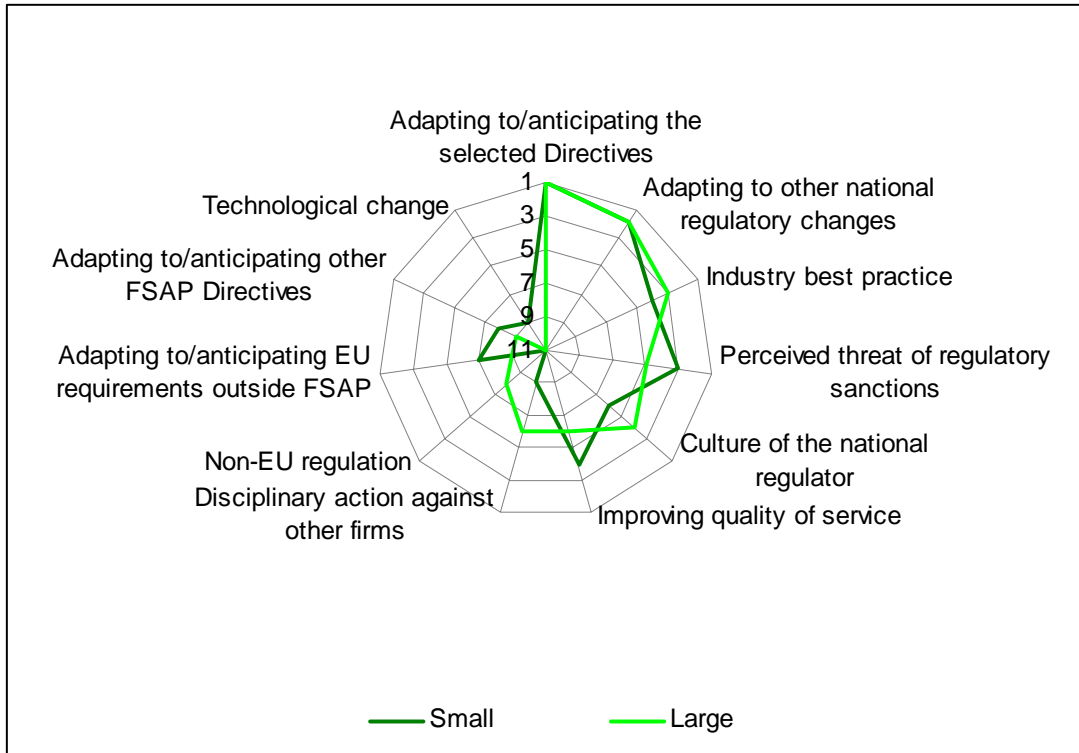 Adapting to/anticipating the
selected Directives
Adapting to other national
regulatory changes
Industry best practice
Perceived threat of regulatory
sanctions
Culture of the national
regulator
Improving quality of service
Disciplinary action against
other firms
Non-EU regulation
Adapting to/anticipating EU
requirements outside FSAP
Adapting to/anticipating other
FSAP Directives
Technological change
1
3
5
7
9
11
Small
Large